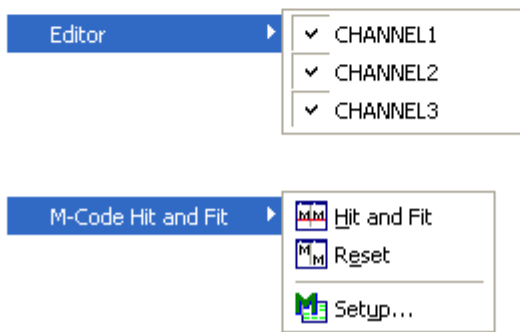 Editor
CHANNEL1
CHANNEL2
CHANNEL3
M-Code Hit and Fit
Hit and Fit
Reset
Setup...